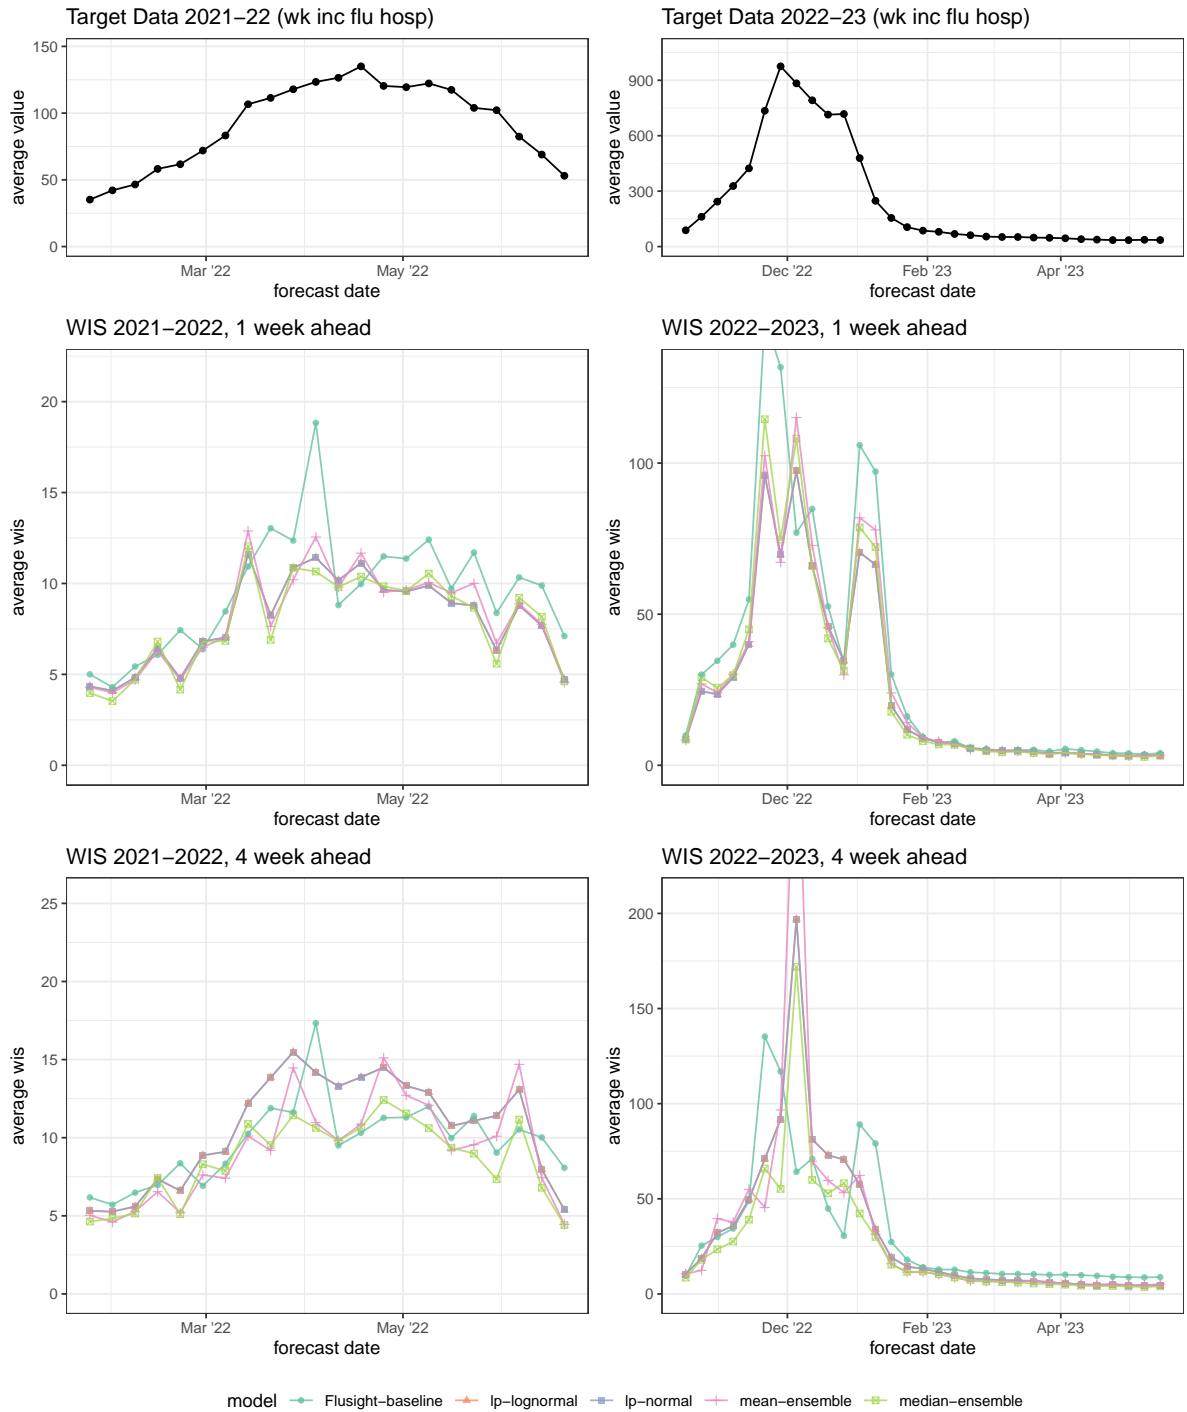 Target Data 2021−22 (wk inc flu hosp)
150
100
50
0
average value
Mar '22
May '22
forecast date
Target Data 2022−23 (wk inc flu hosp)
900
600
300
0
average value
Dec '22
Feb '23
Apr '23
forecast date
WIS 2021−2022, 1 week ahead
20
15
10
5
0
average wis
Mar '22
May '22
forecast date
WIS 2022−2023, 1 week ahead
100
50
0
average wis
Dec '22
Feb '23
Apr '23
forecast date
WIS 2021−2022, 4 week ahead
25
20
15
10
5
0
average wis
Mar '22
May '22
forecast date
WIS 2022−2023, 4 week ahead
200
150
100
50
0
average wis
Dec '22
Feb '23
Apr '23
forecast date
model Flusight−baseline lp−lognormal lp−normal mean−ensemble median−ensemble